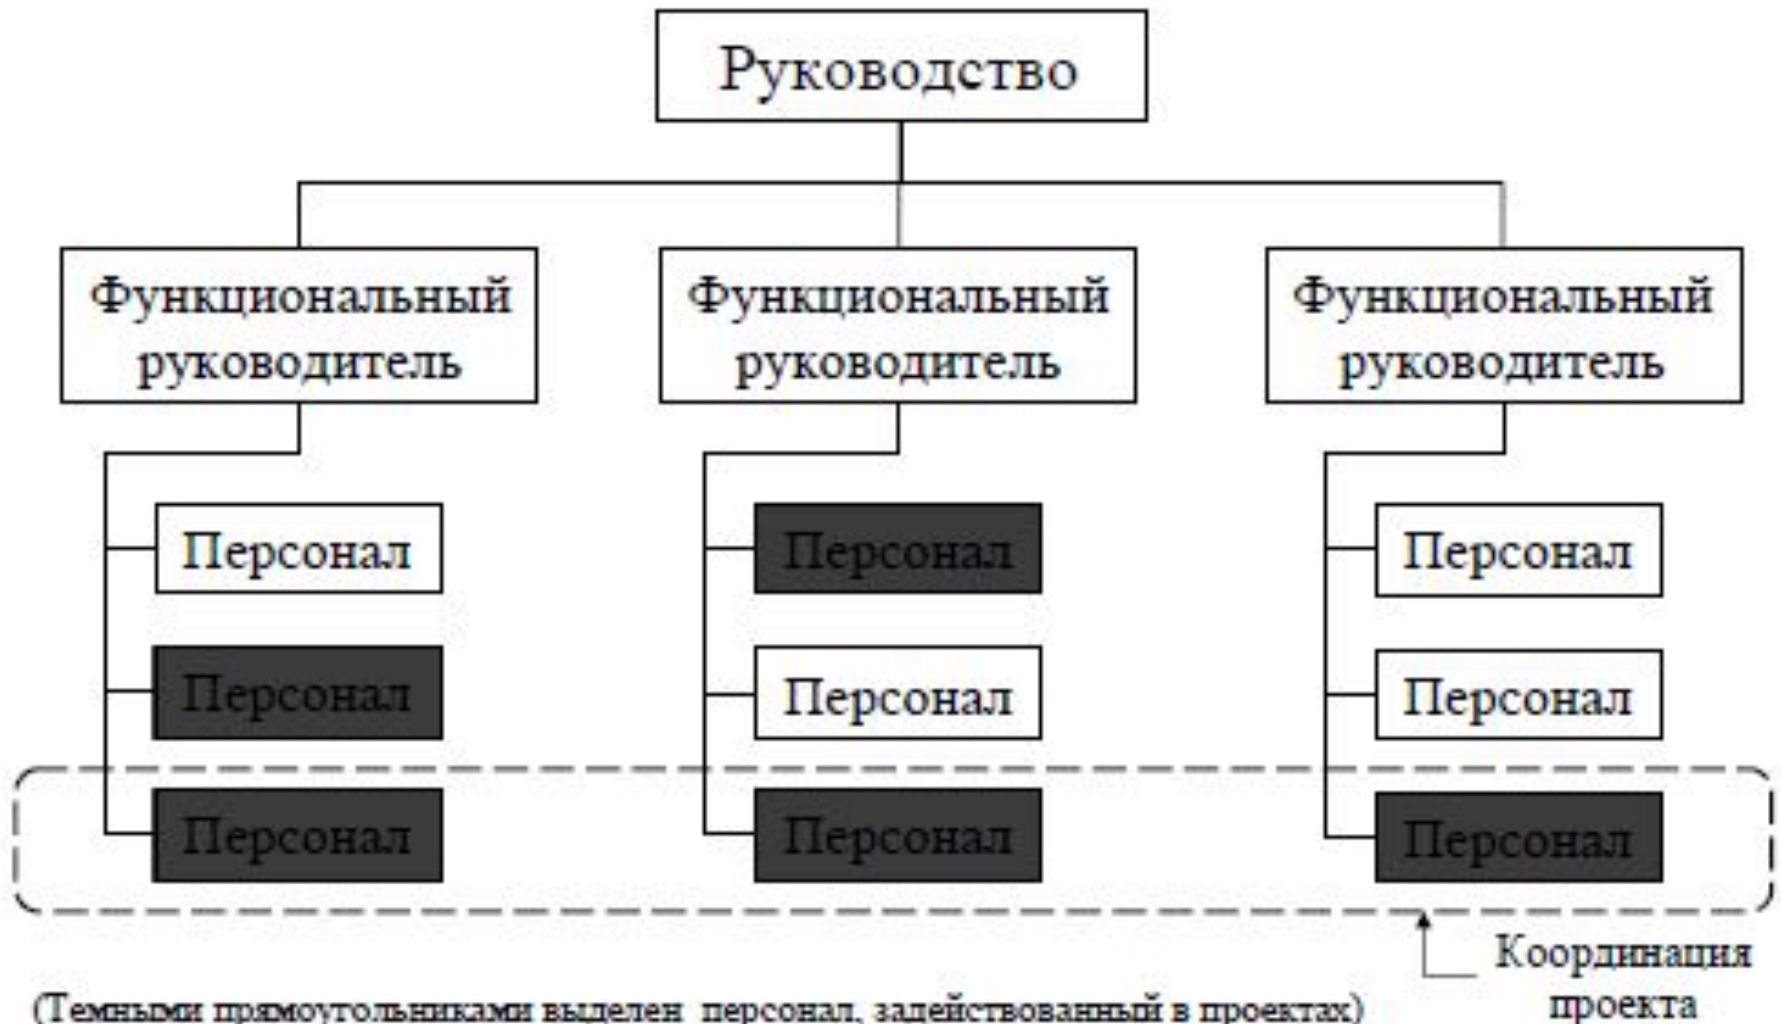 Руководство
Функциональный
руководитель
Функциональный
руководитель
Функциональный
руководитель
Персонал
Персонал
Персонал
Персонал
Персонал
Персонал
Персонал
Персонал
Персонал
Координация
проекта
(Темными прямоугольниками выделен персонал, задействованный в проектах)